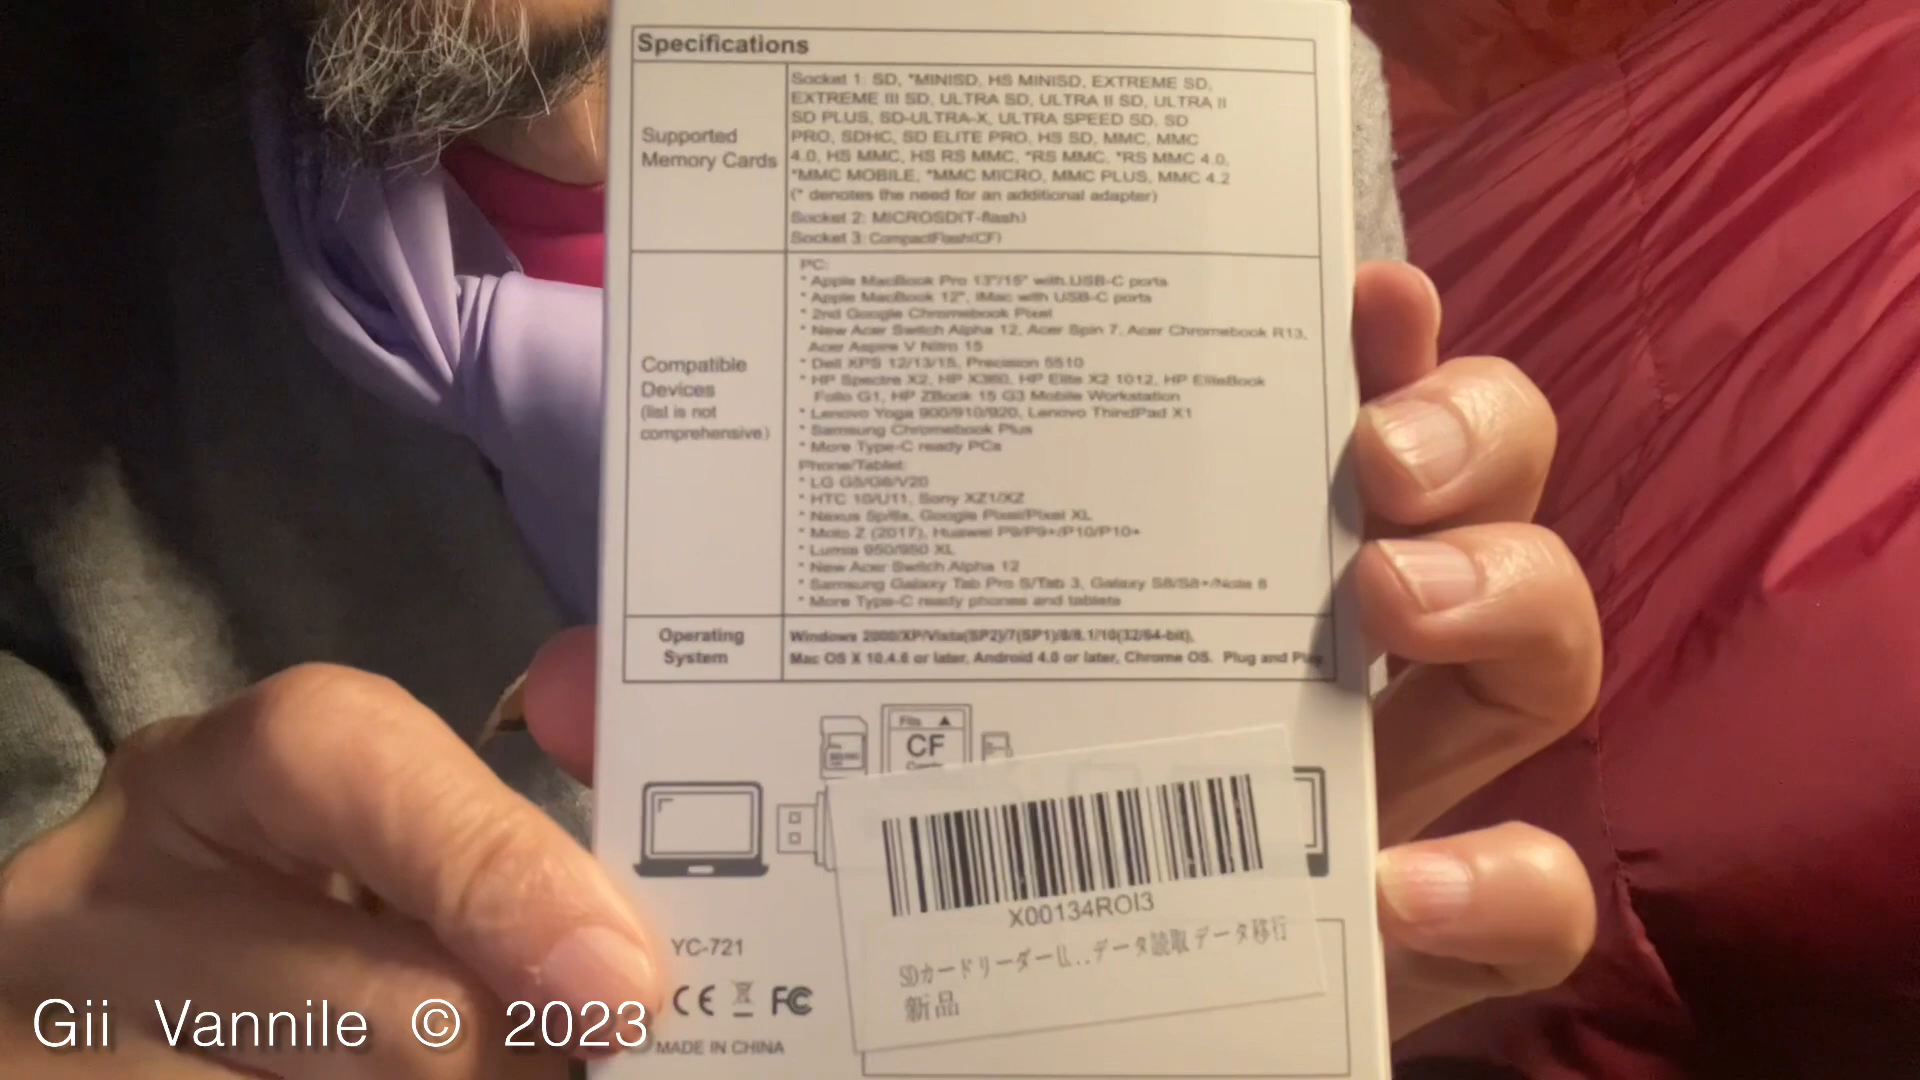 Specifications
Supported
Memory Cards
Socket 1: SD, *MINISD, HS MINISD, EXTREME SD,
EXTREME III SD, ULTRA SD, ULTRA II SD, ULTRA II
SD PLUS, SD-ULTRA-X, ULTRA SPEED SD, SD
PRO, SDHC, SD ELITE PRO, HS SD, MMC, MMC
4.0, HS MMC, HS RS MMC, *RS MMC, *RS MMC 4.0,
*MMC MOBILE, *MMC MICRO, MMC PLUS, MMC 4.2
(* denotes the need for an additional adapter)
Socket 2: MICROSD(T-flash)
Socket 3: CompactFlash(CF)
Compatible
Devices
(list is not
comprehensive)
PC:
* Apple MacBook Pro 13"/15" with USB-C ports
* Apple MacBook 12", iMac with USB-C ports
* 2nd Google Chromebook Pixel
* New Acer Switch Alpha 12, Acer Spin 7, Acer Chromebook R13,
Acer Aspire V Nitro 15
* Dell XPS 12/13/15, Precision 5510
* HP Spectre X2, HP X360, HP Elite X2 1012, HP EliteBook
Folio G1, HP ZBook 15 G3 Mobile Workstation
* Lenovo Yoga 900/910/920, Lenovo ThindPad X1
* Samsung Chromebook Plus
* More Type-C ready PCs
Phone/Tablet:
* LG G5/G6/V20
* HTC 10/U11, Sony XZ1/XZ
* Nexus 5p/6x, Google Pixel/Pixel XL
* Moto Z (2017), Huawei P9/P9+/P10/P10+
* Lumia 950/950 XL
* New Acer Switch Alpha 12
* Samsung Galaxy Tab Pro S/Tab 3, Galaxy S8/S8+/Note 8
* More Type-C ready phones and tablets
Operating
System
Windows 2000/XP/Vista(SP2)/7(SP1)/8/8.1/10(32/64-bit),
Mac OS X 10.4.6 or later, Android 4.0 or later, Chrome OS. Plug and Play
Fits
CF
Cards
X00134ROI3
SDカードリーダー U...データ読取 データ移行
新品
YC-721
CE FC
MADE IN CHINA
Gii Vannile © 2023